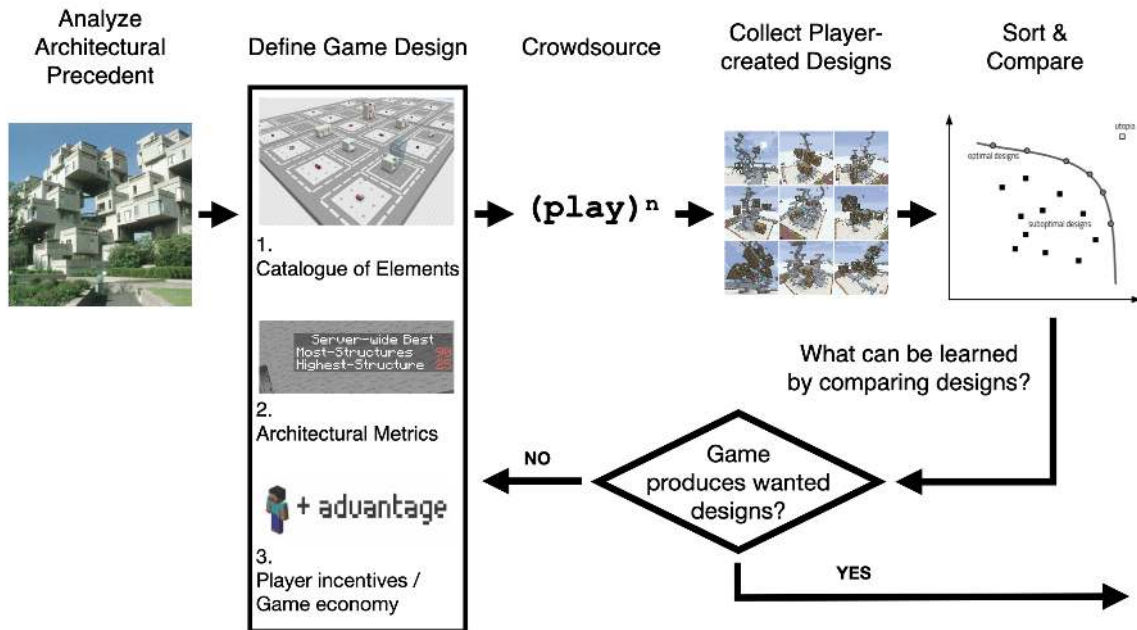 Analyze
Architectural
Precedent
Define Game Design
Crowdsource
Collect Player-
created Designs
Sort &
Compare
1.
Catalogue of Elements
Server-wide Best
Most-Structures 90
Highest-Structure
2.
Architectural Metrics
+ advantage
3.
Player incentives /
Game economy
(play)ⁿ
utopia
optimal designs
suboptimal designs
What can be learned
by comparing designs?
Game
produces wanted
designs?
NO
YES